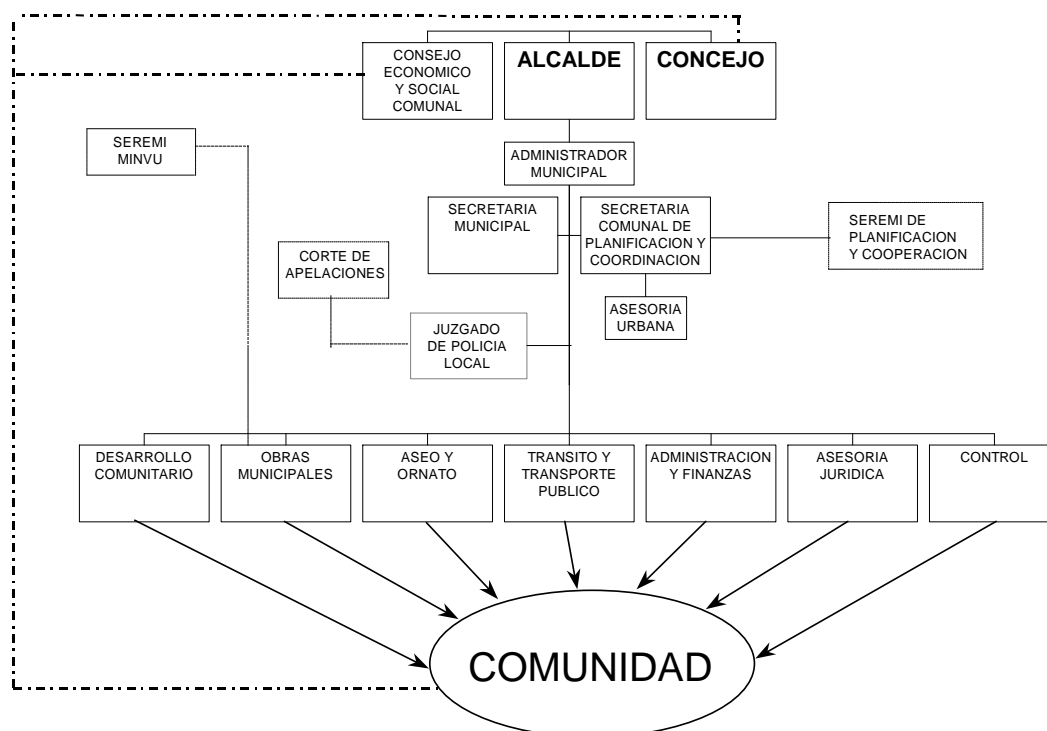 CONSEJO
ECONOMICO
Y SOCIAL
COMUNAL
ALCALDE
CONCEJO
SEREMI
MINVU
ADMINISTRADOR
MUNICIPAL
SECRETARIA
MUNICIPAL
SECRETARIA
COMUNAL DE
PLANIFICACION Y
COORDINACION
SEREMI DE
PLANIFICACION
Y COOPERACION
CORTE DE
APELACIONES
ASESORIA
URBANA
JUZGADO
DE POLICIA
LOCAL
DESARROLLO
COMUNITARIO
OBRAS
MUNICIPALES
ASEO Y
ORNATO
TRANSITO Y
TRANSPORTE
PUBLICO
ADMINISTRACION
Y FINANZAS
ASESORIA
JURIDICA
CONTROL
COMUNIDAD